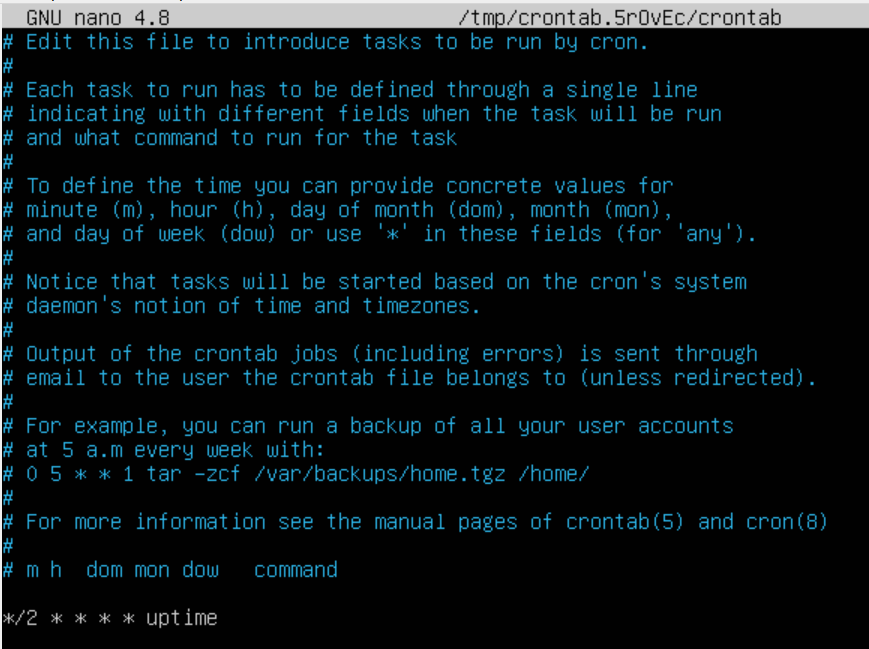 GNU nano 4.8 /tmp/crontab.5rOvEc/crontab
# Edit this file to introduce tasks to be run by cron.
#
# Each task to run has to be defined through a single line
# indicating with different fields when the task will be run
# and what command to run for the task
#
# To define the time you can provide concrete values for
# minute (m), hour (h), day of month (dom), month (mon),
# and day of week (dow) or use '*' in these fields (for 'any').
#
# Notice that tasks will be started based on the cron's system
# daemon's notion of time and timezones.
#
# Output of the crontab jobs (including errors) is sent through
# email to the user the crontab file belongs to (unless redirected).
#
# For example, you can run a backup of all your user accounts
# at 5 a.m every week with:
# 0 5 * * 1 tar -zcf /var/backups/home.tgz /home/
#
# For more information see the manual pages of crontab(5) and cron(8)
#
# m h  dom mon dow   command
*/2 * * * * uptime